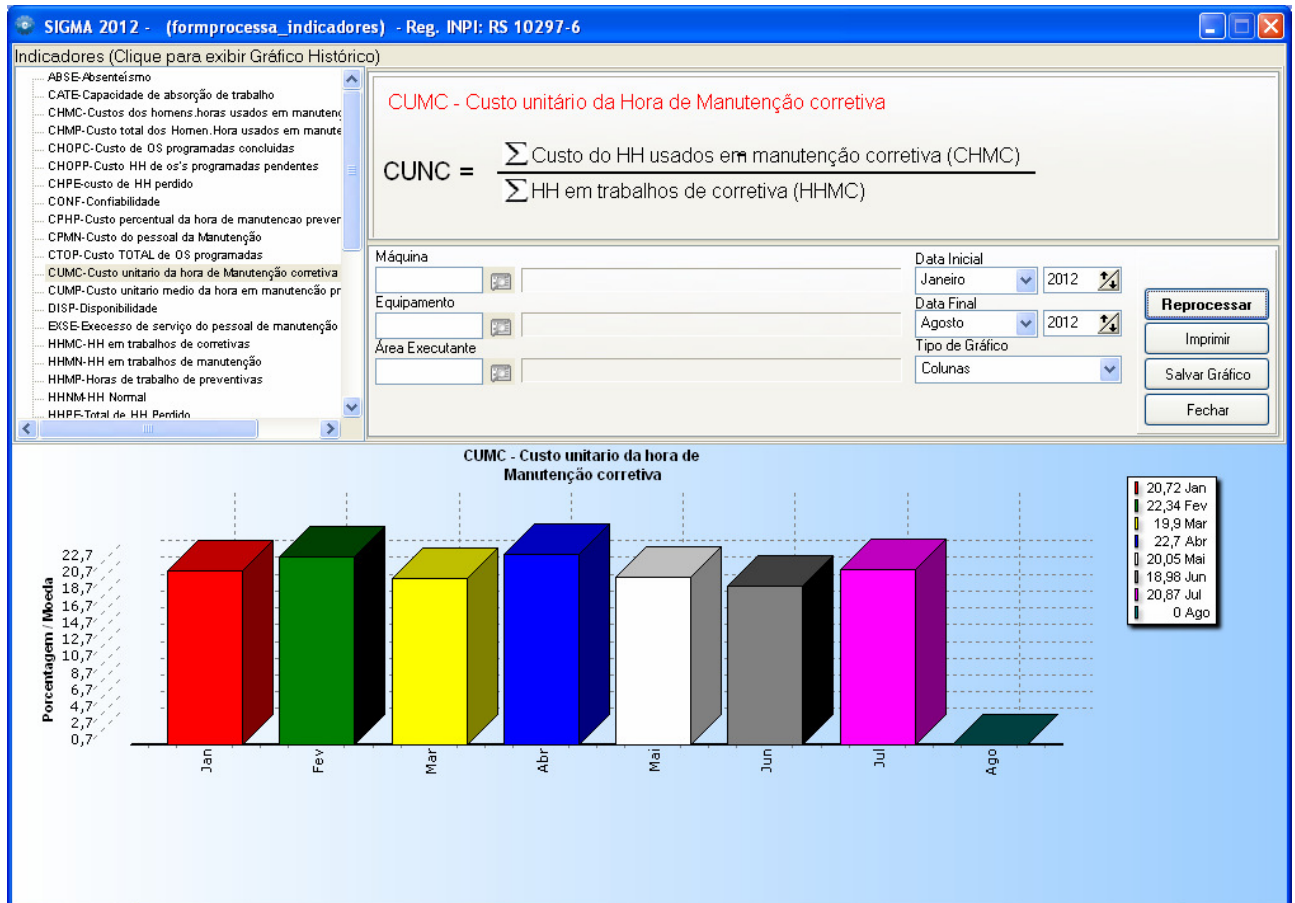 SIGMA 2012 - (formprocessa_indicadores) - Reg. INPI: RS 10297-6
Indicadores (Clique para exibir Gráfico Histórico)
ABSE-Absenteísmo
CATE-Capacidade de absorção de trabalho
CHMC-Custos dos homens.horas usados em manutenç
CHMP-Custo total dos Homen.Hora usados em manute
CHOPC-Custo de OS programadas concluidas
CHOPP-Custo HH de os's programadas pendentes
CHPE-custo de HH perdido
CONF-Confiabilidade
CPHP-Custo percentual da hora de manutencao prever
CPMN-Custo do pessoal da Manutenção
CTOP-Custo TOTAL de OS programadas
CUMC-Custo unitario da hora de Manutenção corretiva
CUMP-Custo unitario medio da hora em manutencão pr
DISP-Disponibilidade
EXSE-Execesso de serviço do pessoal de manutenção
HHMC-HH em trabalhos de corretivas
HHMN-HH em trabalhos de manutenção
HHMP-Horas de trabalho de preventivas
HHNM-HH Normal
HHPE-Total de HH Perdido
CUMC - Custo unitário da Hora de Manutenção corretiva
CUNC = ∑ Custo do HH usados em manutenção corretiva (CHMC)
∑ HH em trabalhos de corretiva (HHMC)
Máquina
Equipamento
Área Executante
Data Inicial
Janeiro 2012
Data Final
Agosto 2012
Tipo de Gráfico
Colunas
Reprocessar
Imprimir
Salvar Gráfico
Fechar
CUMC - Custo unitario da hora de
Manutenção corretiva
Porcentagem / Moeda
22,7
20,7
18,7
16,7
14,7
12,7
10,7
8,7
6,7
4,7
2,7
0,7
Jan
Fev
Mar
Abr
Mai
Jun
Jul
Ago
20,72 Jan
22,34 Fev
19,9 Mar
22,7 Abr
20,05 Mai
18,98 Jun
20,87 Jul
0 Ago